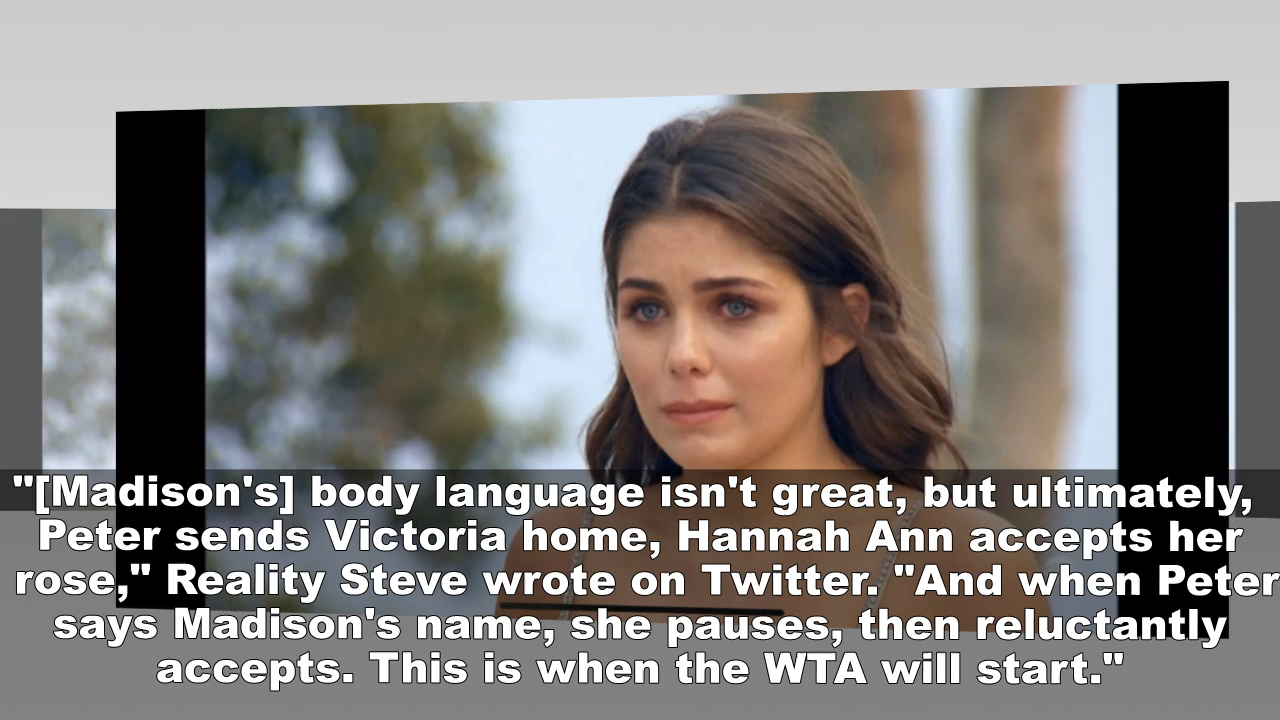 "[Madison's] body language isn't great, but ultimately,
Peter sends Victoria home, Hannah Ann accepts her
rose," Reality Steve wrote on Twitter. "And when Peter
says Madison's name, she pauses, then reluctantly
accepts. This is when the WTA will start."